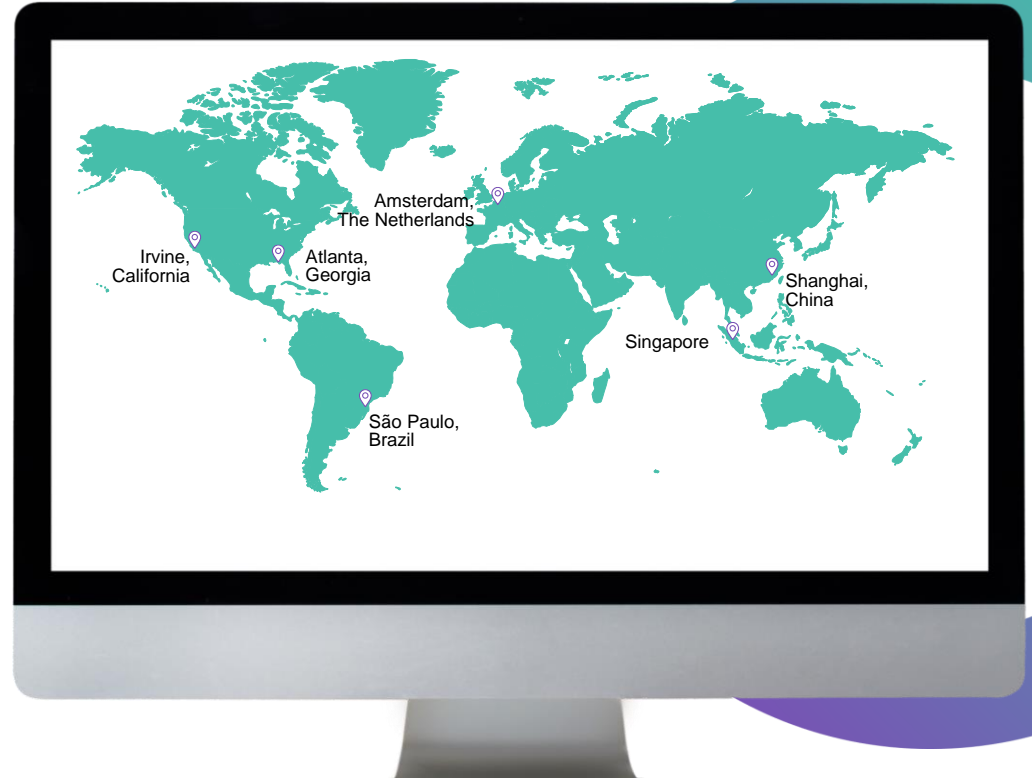 Amsterdam,
The Netherlands
Irvine,
California
Atlanta,
Georgia
Shanghai,
China
Singapore
São Paulo,
Brazil